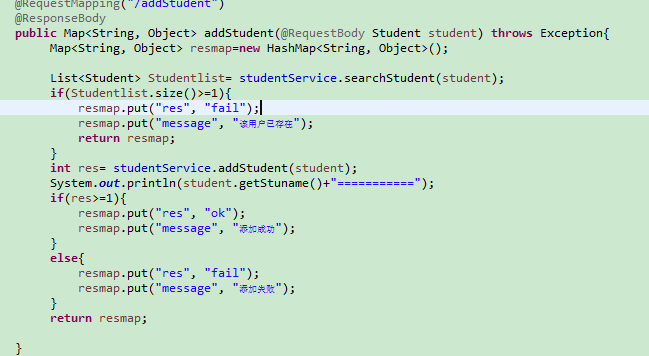 @RequestMapping("/addStudent")
@ResponseBody
public Map<String, Object> addStudent(@RequestBody Student student) throws Exception{
Map<String, Object> resmap=new HashMap<String, Object>();
List<Student> Studentlist= studentService.searchStudent(student);
if(Studentlist.size()>=1){
resmap.put("res", "fail");
resmap.put("message", "该用户已存在");
return resmap;
}
int res= studentService.addStudent(student);
System.out.println(student.getStuname()+"===========");
if(res>=1){
resmap.put("res", "ok");
resmap.put("message", "添加成功");
}
else{
resmap.put("res", "fail");
resmap.put("message", "添加失败");
}
return resmap;
}